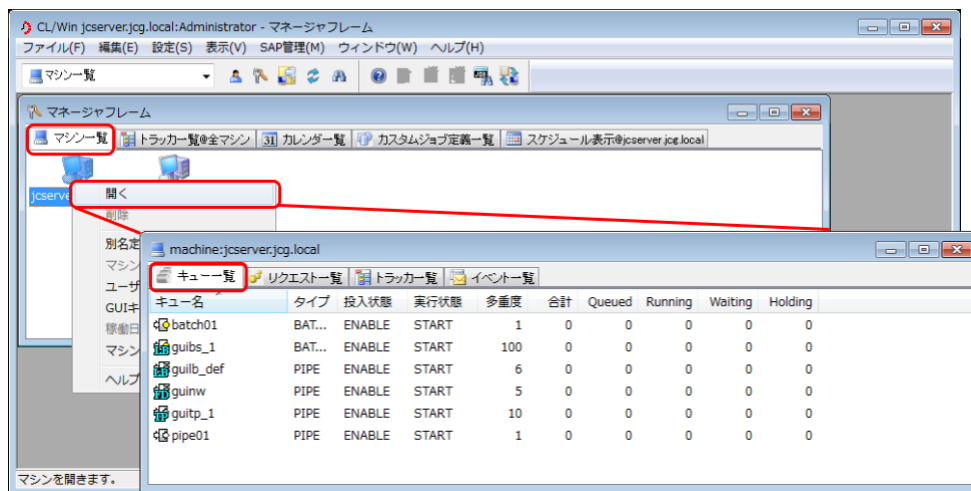 CL/Win jcserver.jcg.local:Administrator - マネージャフレーム
ファイル(F) 編集(E) 設定(S) 表示(V) SAP管理(M) ウィンドウ(W) ヘルプ(H)
マシン一覧
マネージャフレーム
マシン一覧 トラッカ一覧@全マシン 31 カレンダー一覧 カスタムジョブ定義一覧 スケジュール表示@jcserver.jcg.local
jcserve
開く
削除
別名定
マシン
ユーザ
GUIキ
稼働日
マシン
ヘルプ
machine:jcserver.jcg.local
キュー一覧 リクエスト一覧 トラッカ一覧 イベント一覧
キュー名 タイプ 投入状態 実行状態 多重度 合計 Queued Running Waiting Holding
batch01 BAT... ENABLE START 1 0 0 0 0 0
guibs_1 BAT... ENABLE START 100 0 0 0 0 0
guilb_def PIPE ENABLE START 6 0 0 0 0 0
guinw PIPE ENABLE START 5 0 0 0 0 0
guitp_1 PIPE ENABLE START 10 0 0 0 0 0
pipe01 PIPE ENABLE START 1 0 0 0 0 0
マシンを開きます。